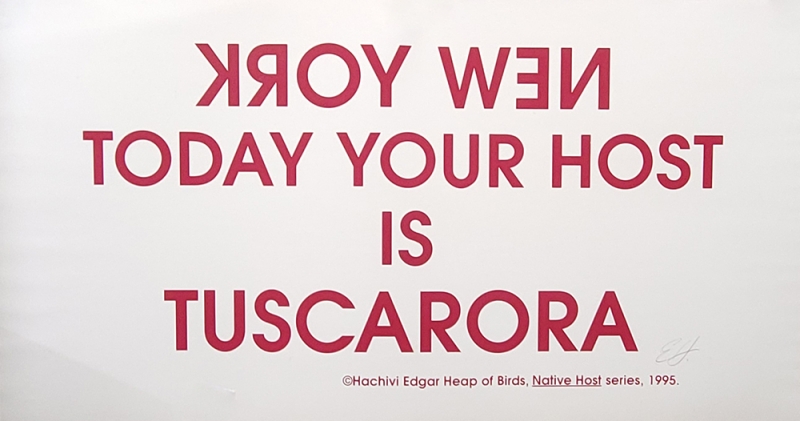 NEW YORK
TODAY YOUR HOST
IS
TUSCARORA
©Hachivi Edgar Heap of Birds, Native Host series, 1995.